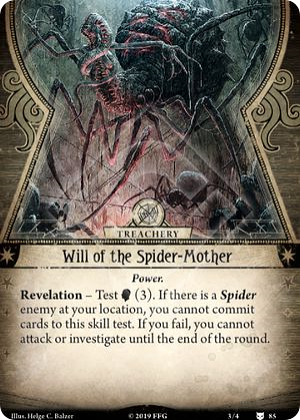 TREACHERY
Will of the Spider-Mother
Power.
Revelation – Test (3). If there is a Spider
enemy at your location, you cannot commit
cards to this skill test. If you fail, you cannot
attack or investigate until the end of the round.
Illus. Helge C. Balzer © 2019 FFG 3/4 85